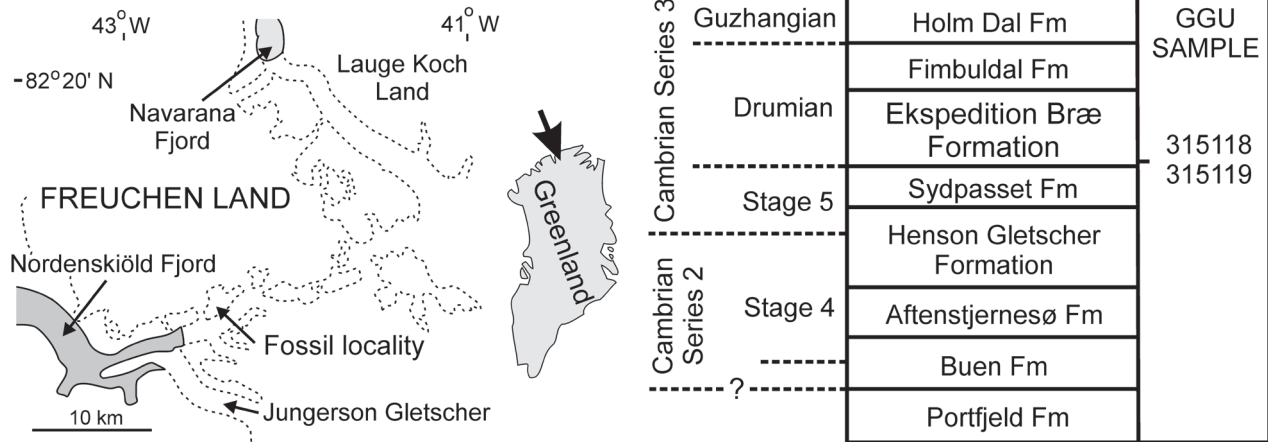 43°W
41°W
-82°20' N
Lauge Koch
Land
Navarana
Fjord
FREUCHEN LAND
Nordenskiöld Fjord
Fossil locality
Jungerson Gletscher
10 km
Greenland
Cambrian Series 3
Guzhangian
Drumian
Stage 5
Cambrian
Series 2
Stage 4
?
Holm Dal Fm
Fimbuldal Fm
Ekspedition Bræ
Formation
Sydpasset Fm
Henson Gletscher
Formation
Aftenstjernesø Fm
Buen Fm
Portfjeld Fm
GGU
SAMPLE
315118
315119